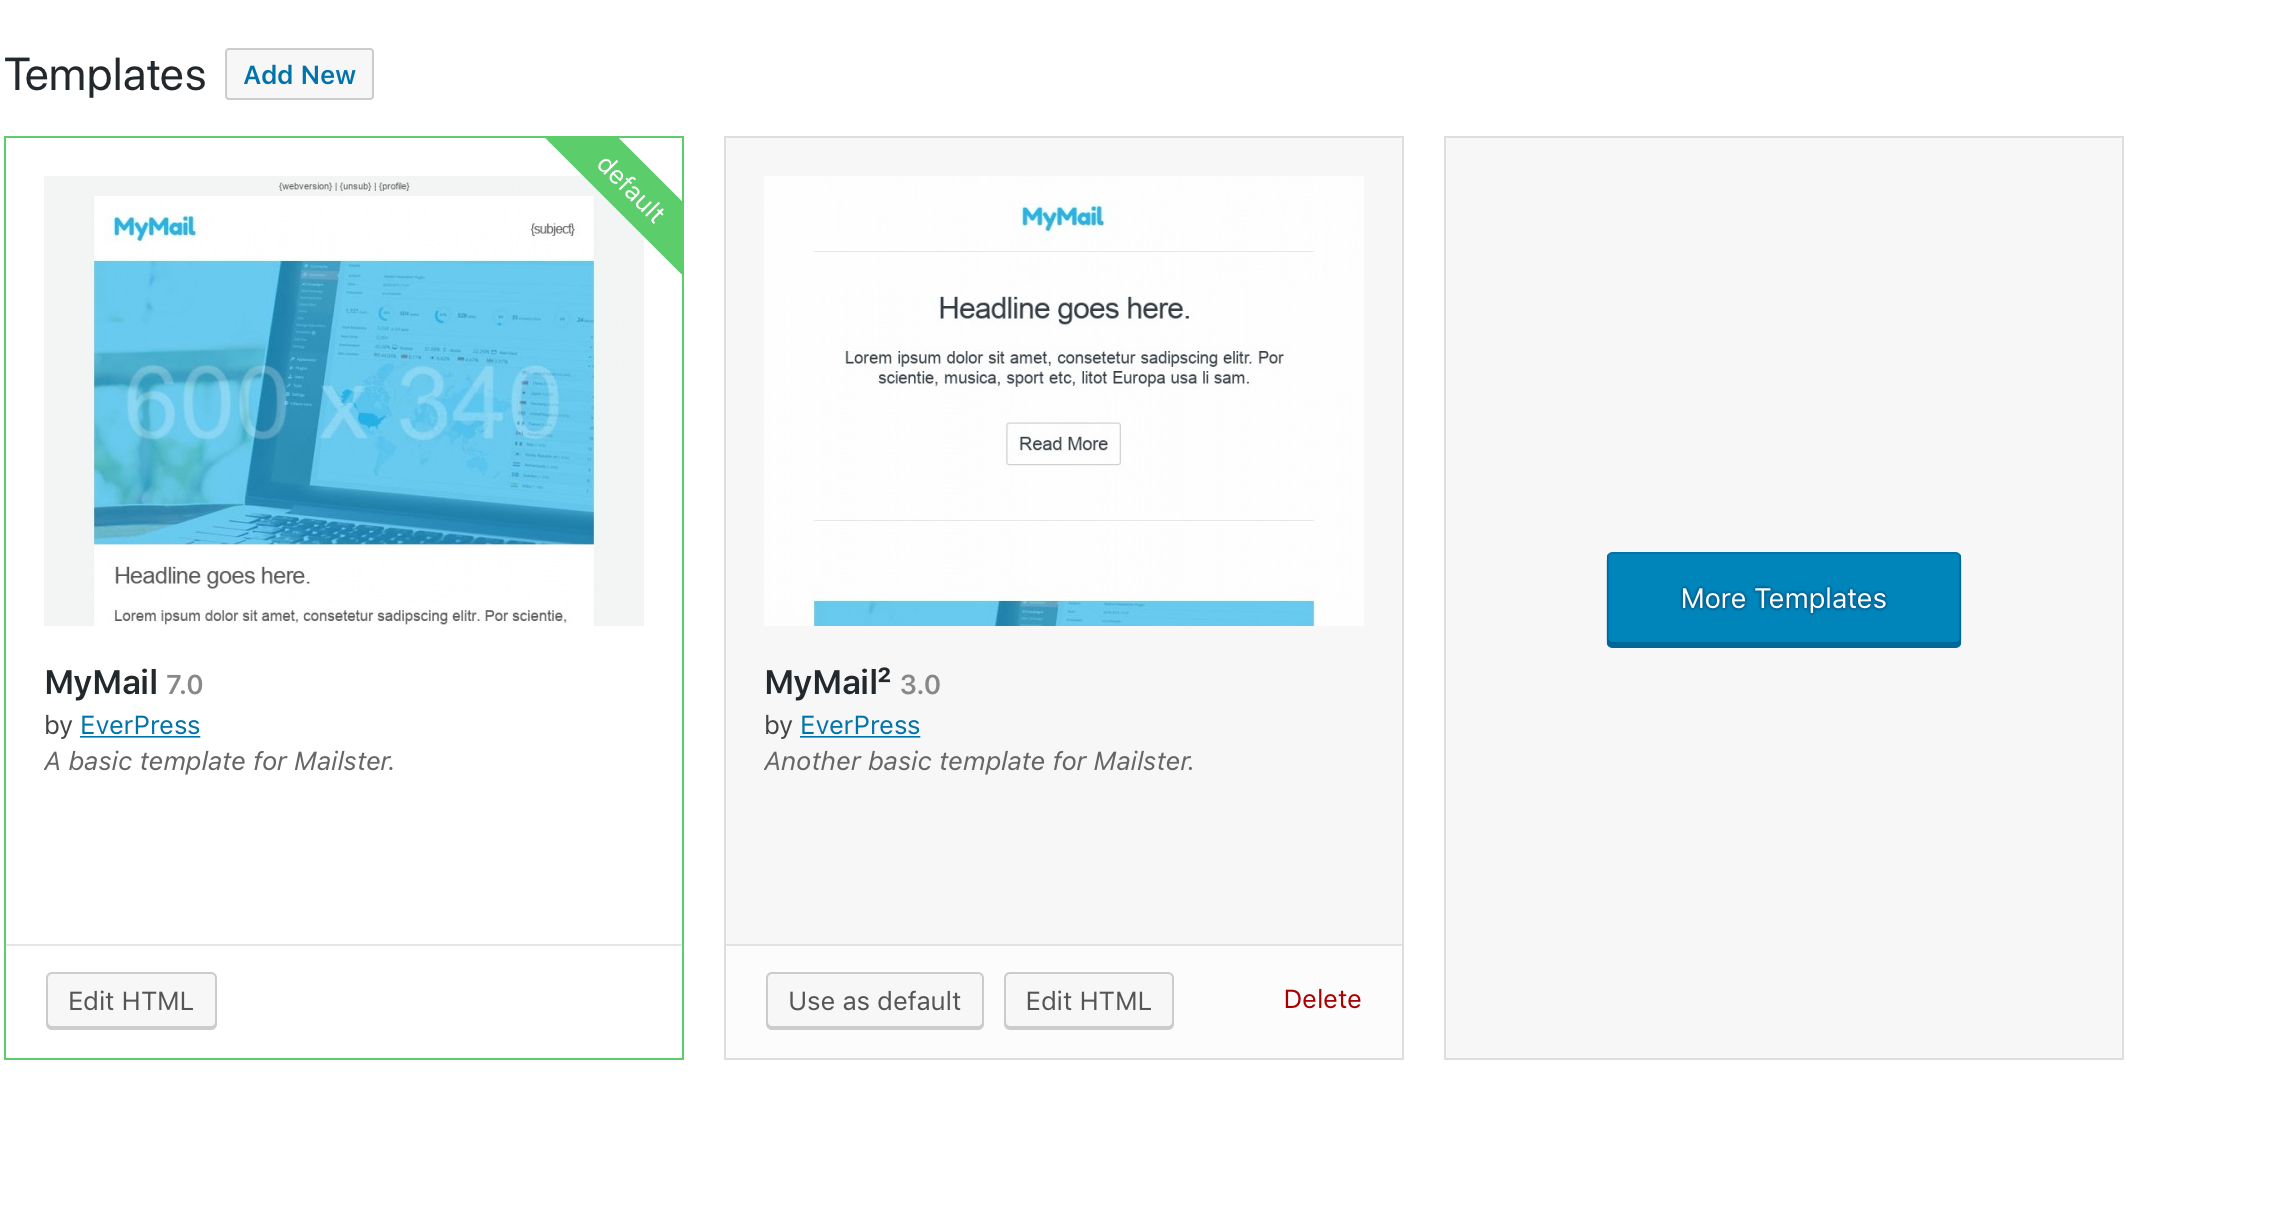 Templates Add New
default
{webversion} | {unsub} | {profile}
MyMail {subject}
600 x 340
Headline goes here.
Lorem ipsum dolor sit amet, consetetur sadipscing elitr. Por scientie,
MyMail 7.0
by EverPress
A basic template for Mailster.
Edit HTML
MyMail
Headline goes here.
Lorem ipsum dolor sit amet, consetetur sadipscing elitr. Por
scientie, musica, sport etc, litot Europa usa li sam.
Read More
MyMail² 3.0
by EverPress
Another basic template for Mailster.
Use as default Edit HTML Delete
More Templates